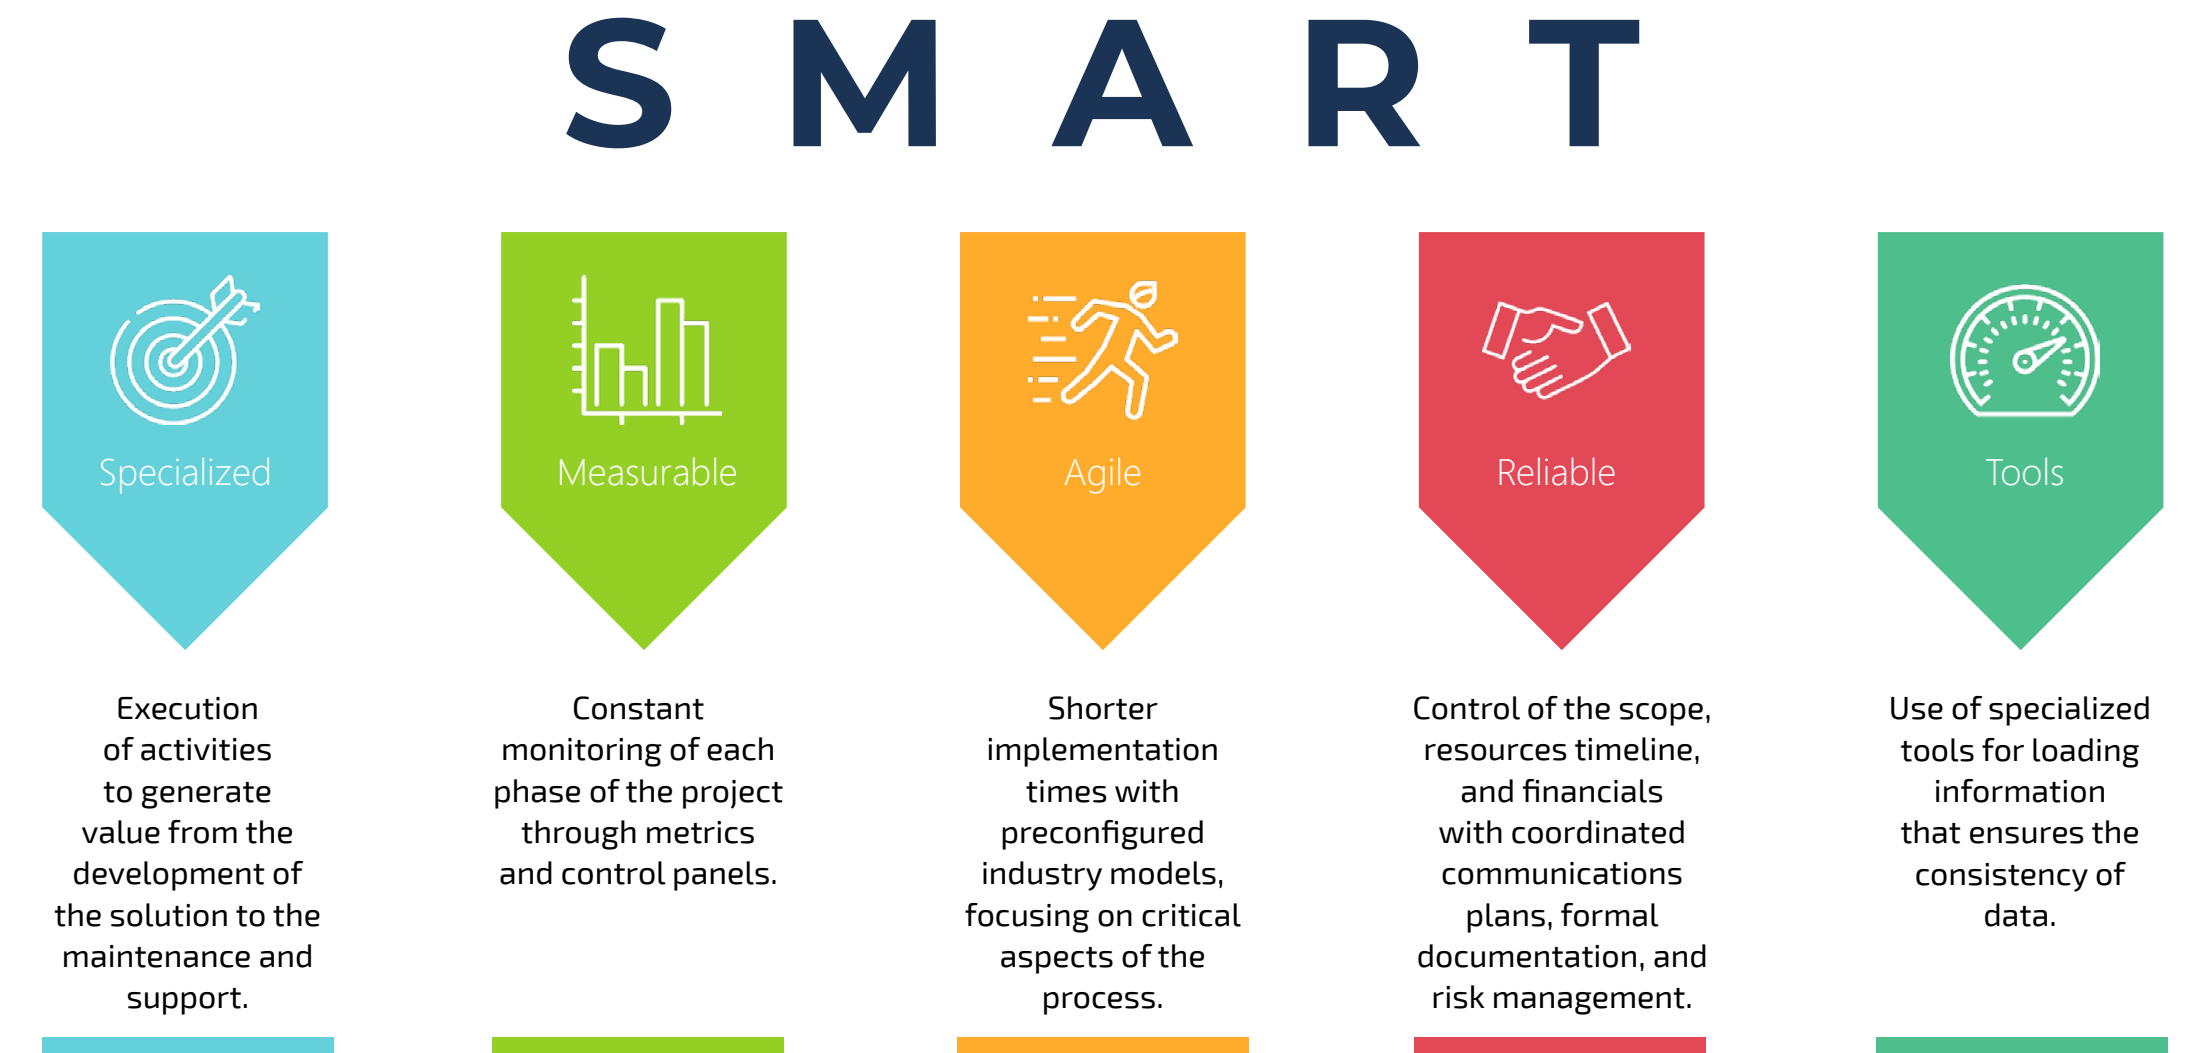 S M A R T
Specialized
Execution
of activities
to generate
value from the
development of
the solution to the
maintenance and
support.
Measurable
Constant
monitoring of each
phase of the project
through metrics
and control panels.
Agile
Shorter
implementation
times with
preconfigured
industry models,
focusing on critical
aspects of the
process.
Reliable
Control of the scope,
resources timeline,
and financials
with coordinated
communications
plans, formal
documentation, and
risk management.
Tools
Use of specialized
tools for loading
information
that ensures the
consistency of
data.